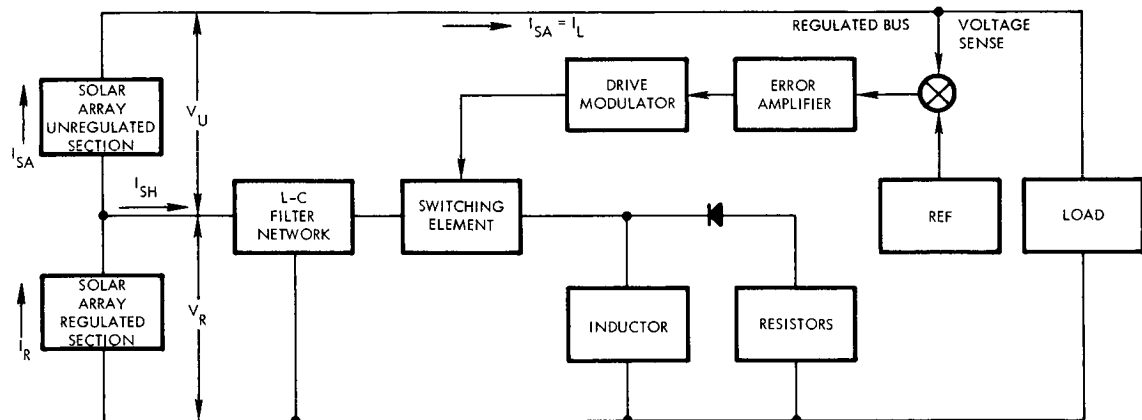 I_SA = I_L
REGULATED BUS
VOLTAGE
SENSE
SOLAR
ARRAY
UNREGULATED
SECTION
I_SA
V_U
DRIVE
MODULATOR
ERROR
AMPLIFIER
I_SH
L-C
FILTER
NETWORK
SWITCHING
ELEMENT
REF
LOAD
SOLAR
ARRAY
REGULATED
SECTION
I_R
V_R
INDUCTOR
RESISTORS